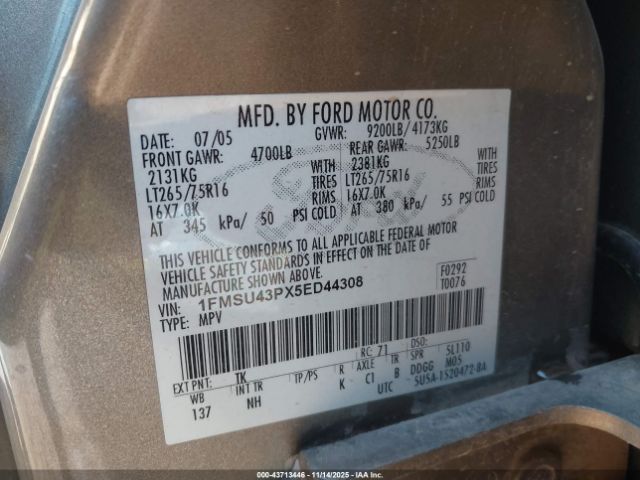 MFD. BY FORD MOTOR CO.
DATE: 07/05 GVWR: 9200LB/4173KG
FRONT GAWR: 4700LB REAR GAWR: 5250LB
2131KG WITH 2381KG WITH
LT265/75R16 TIRES LT265/75R16 TIRES
16X7.0K RIMS 16X7.0K RIMS
AT 345 kPa/ 50 PSI COLD AT 380 kPa/ 55 PSI COLD
THIS VEHICLE CONFORMS TO ALL APPLICABLE FEDERAL MOTOR
VEHICLE SAFETY STANDARDS IN EFFECT ON THE DATE OF
MANUFACTURE SHOWN ABOVE.
VIN: 1FMSU43PX5ED44308 F0292
TYPE: MPV T0076
RC: 71 DSO:
EXT PNT: TK R AXLE TR SPR 5L110
WB INT TR TP/PS K C1 B DDGG M05
137 NH UTC 5U5A-1520472-BA
© 000-43713446 - 11/14/2025 - IAAI.COM